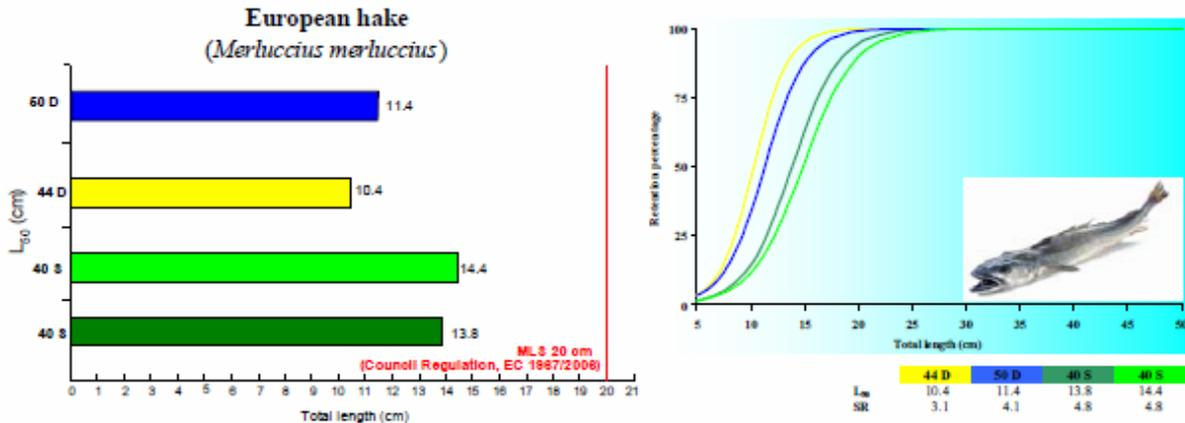 European hake
(Merluccius merluccius)
50 D
11.4
44 D
10.4
L50 (cm)
40 S
14.4
40 S
13.8
MLS 20 cm
(Council Regulation, EC 1967/2006)
0 1 2 3 4 5 6 7 8 9 10 11 12 13 14 15 16 17 18 19 20 21
Total length (cm)
100
75
50
25
0
Retention percentage
5 10 15 20 25 30 35 40 45 50
Total length (cm)
44 D 50 D 40 S 40 S
L50 10.4 11.4 13.8 14.4
SR 3.1 4.1 4.8 4.8